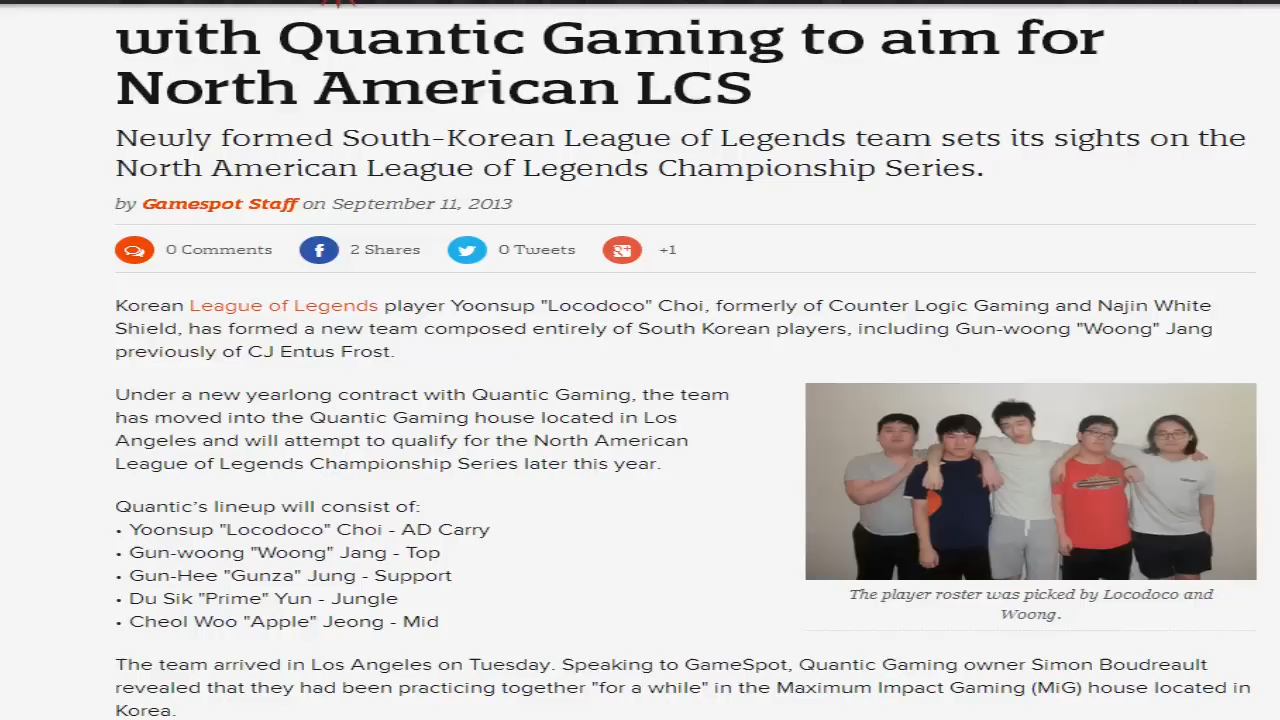 with Quantic Gaming to aim for
North American LCS
Newly formed South-Korean League of Legends team sets its sights on the
North American League of Legends Championship Series.
by Gamespot Staff on September 11, 2013
0 Comments 2 Shares 0 Tweets +1
Korean League of Legends player Yoonsup "Locodoco" Choi, formerly of Counter Logic Gaming and Najin White
Shield, has formed a new team composed entirely of South Korean players, including Gun-woong "Woong" Jang
previously of CJ Entus Frost.
Under a new yearlong contract with Quantic Gaming, the team
has moved into the Quantic Gaming house located in Los
Angeles and will attempt to qualify for the North American
League of Legends Championship Series later this year.
Quantic's lineup will consist of:
• Yoonsup "Locodoco" Choi - AD Carry
• Gun-woong "Woong" Jang - Top
• Gun-Hee "Gunza" Jung - Support
• Du Sik "Prime" Yun - Jungle
• Cheol Woo "Apple" Jeong - Mid
The player roster was picked by Locodoco and
Woong.
The team arrived in Los Angeles on Tuesday. Speaking to GameSpot, Quantic Gaming owner Simon Boudreault
revealed that they had been practicing together "for a while" in the Maximum Impact Gaming (MiG) house located in
Korea.